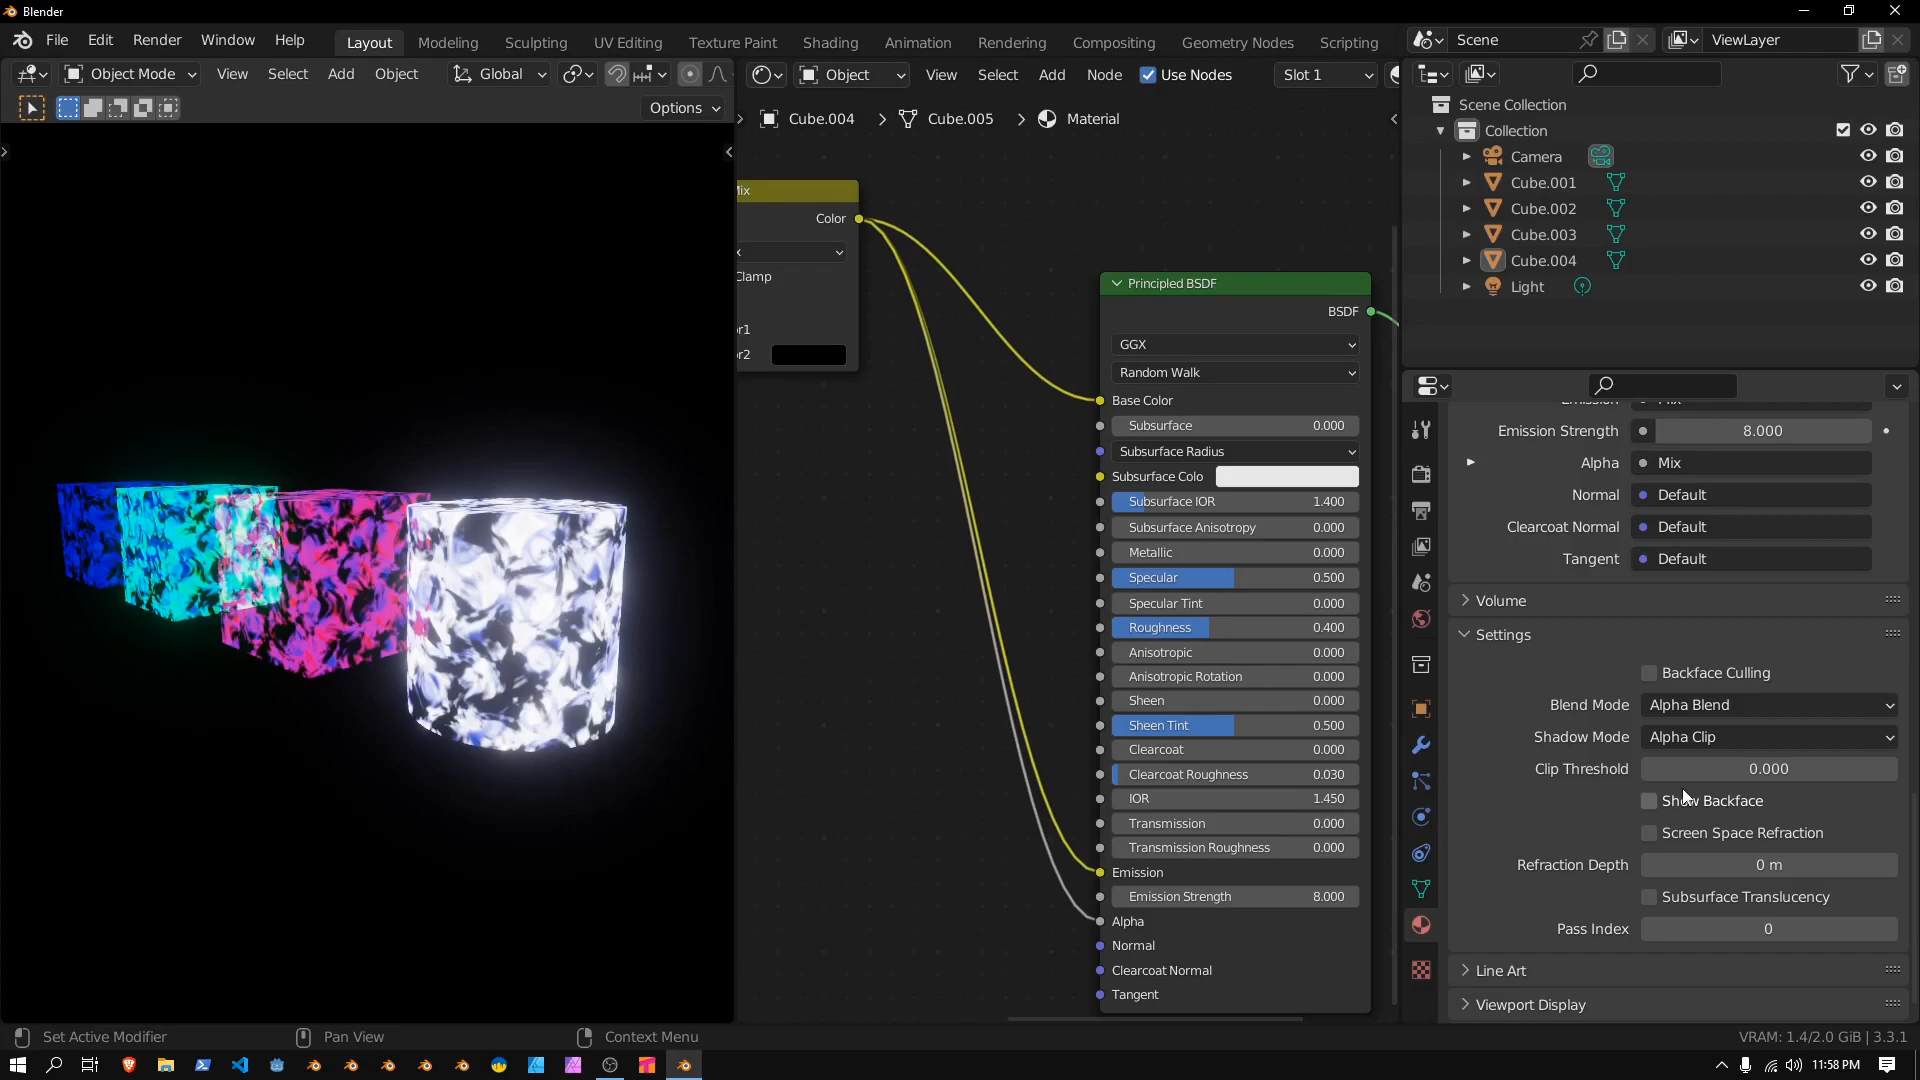 Blender
File Edit Render Window Help Layout Modeling Sculpting UV Editing Texture Paint Shading Animation Rendering Compositing Geometry Nodes Scripting
Scene ViewLayer
Object Mode View Select Add Object Global
Object View Select Add Node Use Nodes Slot 1
Options
Cube.004 > Cube.005 > Material
Scene Collection
Collection
Camera
Cube.001
Cube.002
Cube.003
Cube.004
Light
Color
Clamp
Principled BSDF
BSDF
GGX
Random Walk
Base Color
Subsurface 0.000
Subsurface Radius
Subsurface Colo
Subsurface IOR 1.400
Subsurface Anisotropy 0.000
Metallic 0.000
Specular 0.500
Specular Tint 0.000
Roughness 0.400
Anisotropic 0.000
Anisotropic Rotation 0.000
Sheen 0.000
Sheen Tint 0.500
Clearcoat 0.000
Clearcoat Roughness 0.030
IOR 1.450
Transmission 0.000
Transmission Roughness 0.000
Emission
Emission Strength 8.000
Alpha
Normal
Clearcoat Normal
Tangent
Emission Mix
Emission Strength 8.000
Alpha Mix
Normal Default
Clearcoat Normal Default
Tangent Default
Volume
Settings
Backface Culling
Blend Mode Alpha Blend
Shadow Mode Alpha Clip
Clip Threshold 0.000
Show Backface
Screen Space Refraction
Refraction Depth 0 m
Subsurface Translucency
Pass Index 0
Line Art
Viewport Display
Set Active Modifier Pan View Context Menu VRAM: 1.4/2.0 GiB | 3.3.1
11:58 PM